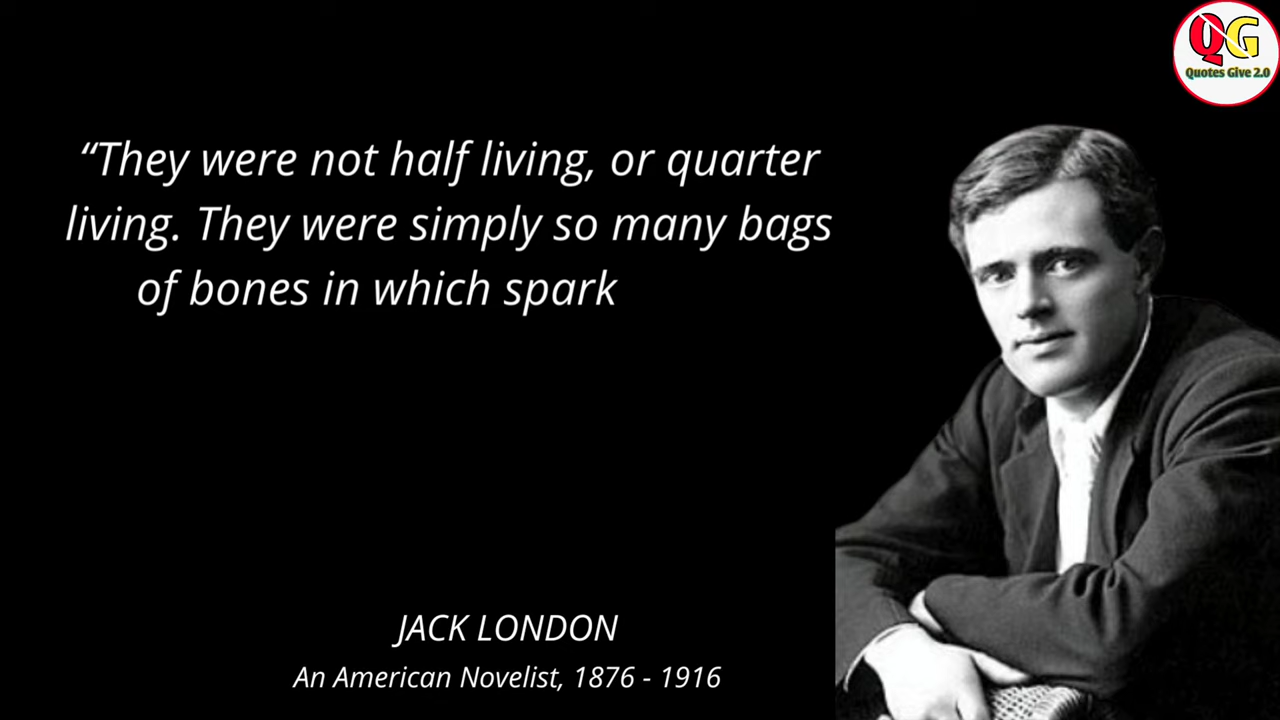 QG
Quotes Give 2.0
“They were not half living, or quarter
living. They were simply so many bags
of bones in which spark
JACK LONDON
An American Novelist, 1876 - 1916